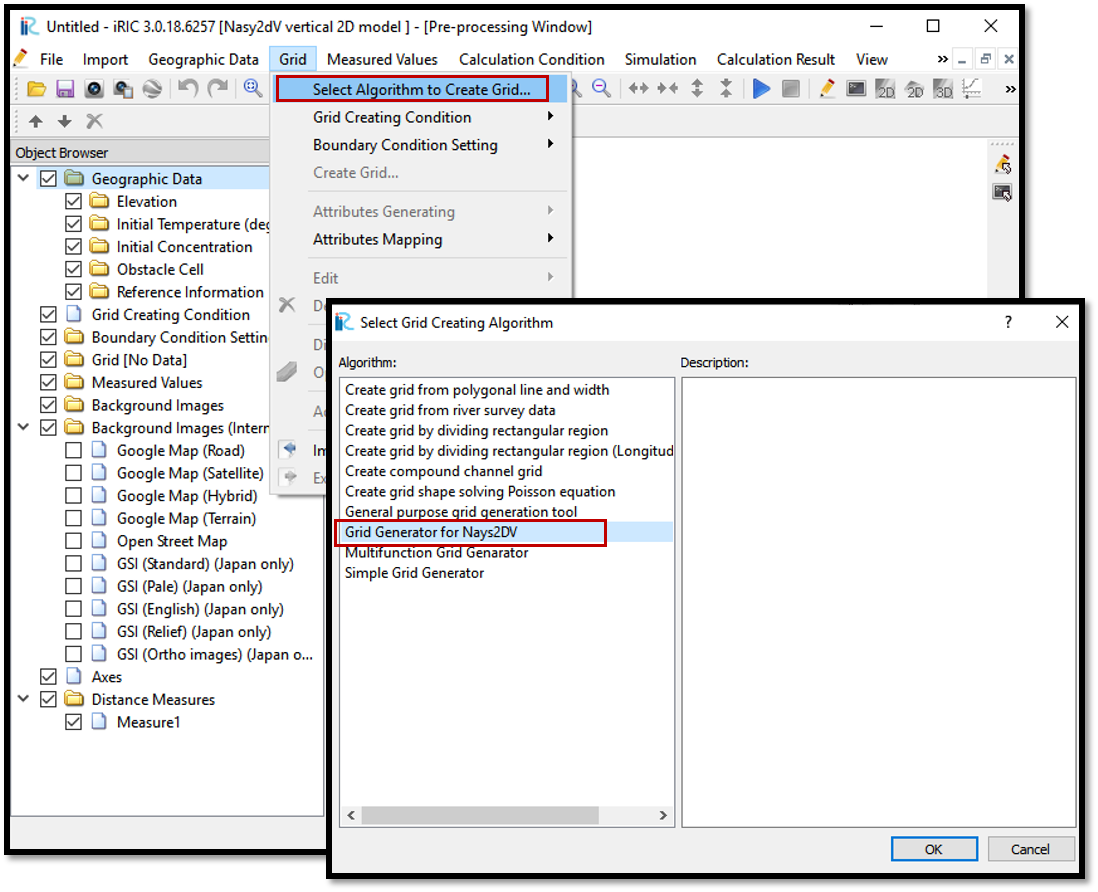 Untitled - iRIC 3.0.18.6257 [Nasy2dV vertical 2D model ] - [Pre-processing Window]
File Import Geographic Data Grid Measured Values Calculation Condition Simulation Calculation Result View »
2D 2D 3D »
Select Algorithm to Create Grid...
Grid Creating Condition
Boundary Condition Setting
Create Grid...
Attributes Generating
Attributes Mapping
Edit
Object Browser
Geographic Data
Elevation
Initial Temperature (deg
Initial Concentration
Obstacle Cell
Reference Information
Grid Creating Condition
Boundary Condition Settin
Grid [No Data]
Measured Values
Background Images
Background Images (Intern
Google Map (Road)
Google Map (Satellite)
Google Map (Hybrid)
Google Map (Terrain)
Open Street Map
GSI (Standard) (Japan only)
GSI (Pale) (Japan only)
GSI (English) (Japan only)
GSI (Relief) (Japan only)
GSI (Ortho images) (Japan o...
Axes
Distance Measures
Measure1
Select Grid Creating Algorithm ?
Algorithm:
Create grid from polygonal line and width
Create grid from river survey data
Create grid by dividing rectangular region
Create grid by dividing rectangular region (Longitud
Create compound channel grid
Create grid shape solving Poisson equation
General purpose grid generation tool
Grid Generator for Nays2DV
Multifunction Grid Genarator
Simple Grid Generator
Description:
OK Cancel